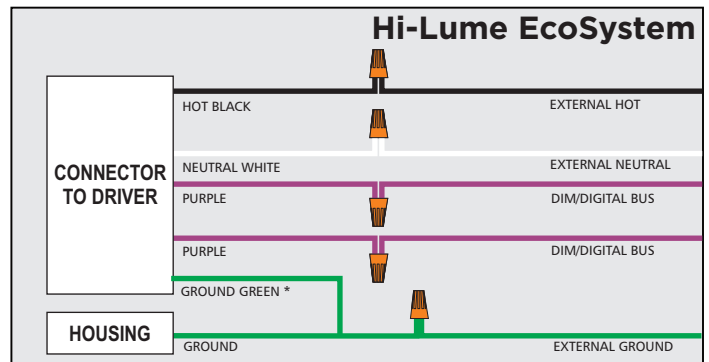 Hi-Lume EcoSystem
HOT BLACK
EXTERNAL HOT
CONNECTOR
TO DRIVER
NEUTRAL WHITE
EXTERNAL NEUTRAL
PURPLE
DIM/DIGITAL BUS
PURPLE
DIM/DIGITAL BUS
GROUND GREEN *
HOUSING
GROUND
EXTERNAL GROUND